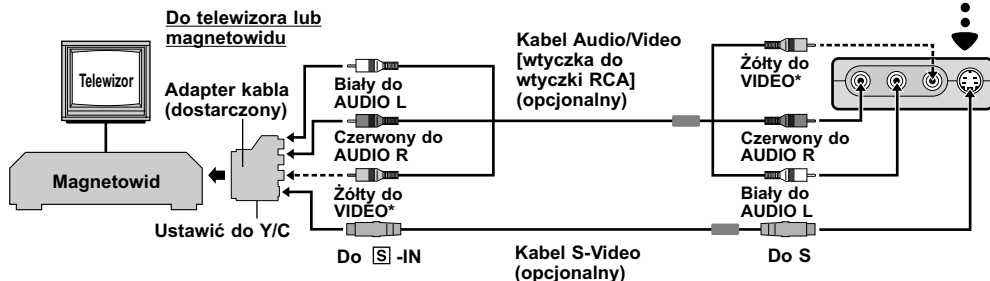 Do telewizora lub
magnetowidu
Telewizor
Magnetowid
Adapter kabla
(dostarczony)
Ustawić do Y/C
Biały do
AUDIO L
Czerwony do
AUDIO R
Żółty do
VIDEO*
Do S -IN
Kabel Audio/Video
[wtyczka do
wtyczki RCA]
(opcjonalny)
Kabel S-Video
(opcjonalny)
Żółty do
VIDEO*
Czerwony do
AUDIO R
Biały do
AUDIO L
Do S